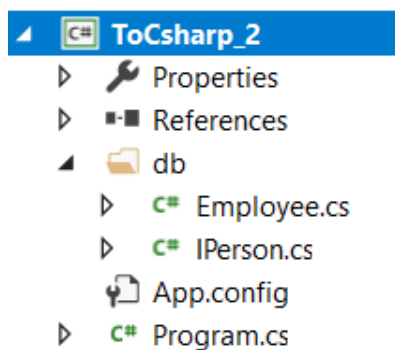 C# ToCsharp_2
Properties
References
db
C# Employee.cs
C# IPerson.cs
App.config
C# Program.cs